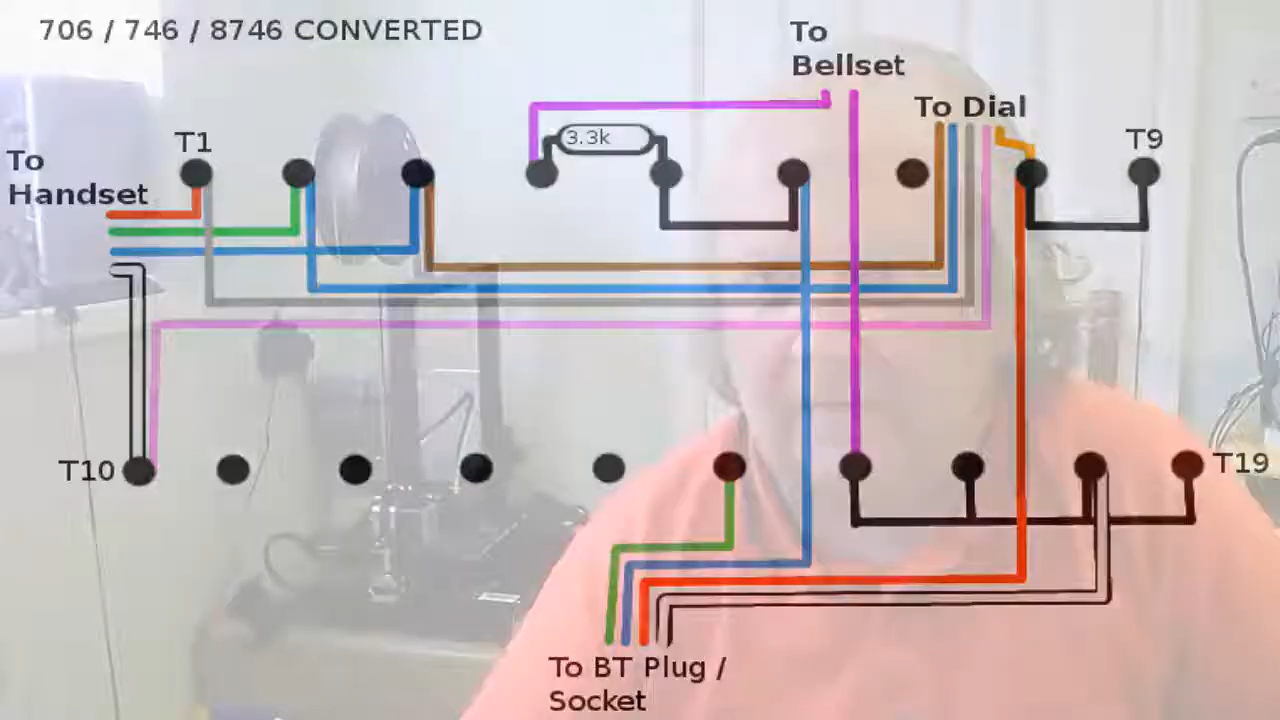 706 / 746 / 8746 CONVERTED
To
Bellset
To Dial
T1
3.3k
T9
To
Handset
T10
T19
To BT Plug /
Socket